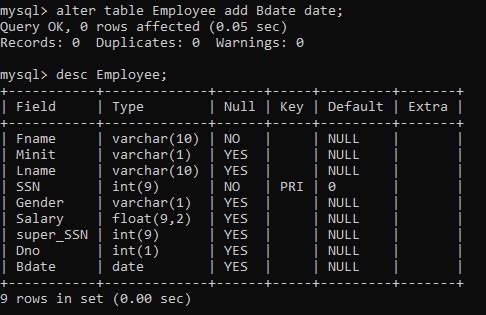 mysql> alter table Employee add Bdate date;
Query OK, 0 rows affected (0.05 sec)
Records: 0  Duplicates: 0  Warnings: 0

mysql> desc Employee;
+-----------+-------------+------+-----+---------+-------+
| Field     | Type        | Null | Key | Default | Extra |
+-----------+-------------+------+-----+---------+-------+
| Fname     | varchar(10) | NO   |     | NULL    |       |
| Minit     | varchar(1)  | YES  |     | NULL    |       |
| Lname     | varchar(10) | YES  |     | NULL    |       |
| SSN       | int(9)      | NO   | PRI | 0       |       |
| Gender    | varchar(1)  | YES  |     | NULL    |       |
| Salary    | float(9,2)  | YES  |     | NULL    |       |
| super_SSN | int(9)      | YES  |     | NULL    |       |
| Dno       | int(1)      | YES  |     | NULL    |       |
| Bdate     | date        | YES  |     | NULL    |       |
+-----------+-------------+------+-----+---------+-------+
9 rows in set (0.00 sec)